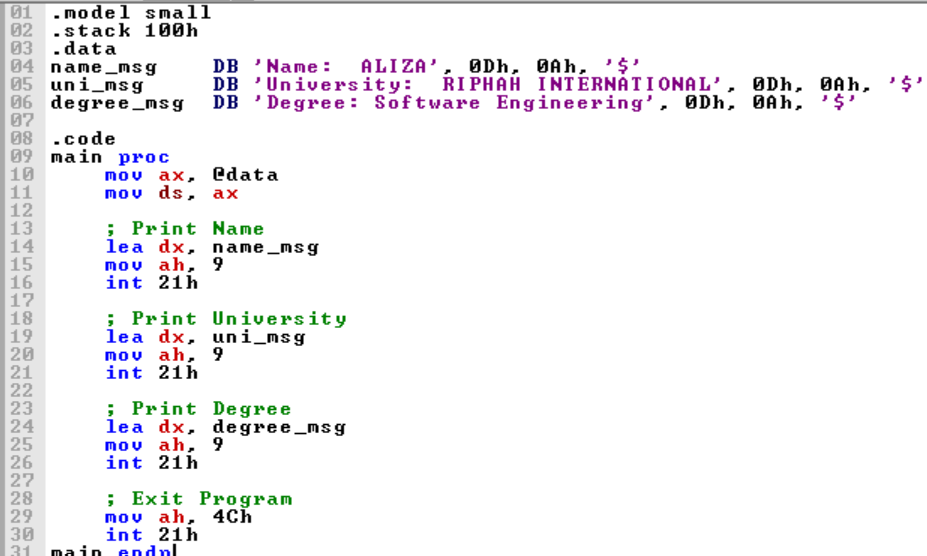 01 .model small
02 .stack 100h
03 .data
04 name_msg    DB 'Name:  ALIZA', 0Dh, 0Ah, '$'
05 uni_msg     DB 'University:  RIPHAH INTERNATIONAL', 0Dh, 0Ah, '$'
06 degree_msg  DB 'Degree: Software Engineering', 0Dh, 0Ah, '$'
07
08 .code
09 main proc
10     mov ax, @data
11     mov ds, ax
12
13     ; Print Name
14     lea dx, name_msg
15     mov ah, 9
16     int 21h
17
18     ; Print University
19     lea dx, uni_msg
20     mov ah, 9
21     int 21h
22
23     ; Print Degree
24     lea dx, degree_msg
25     mov ah, 9
26     int 21h
27
28     ; Exit Program
29     mov ah, 4Ch
30     int 21h
31 main endp